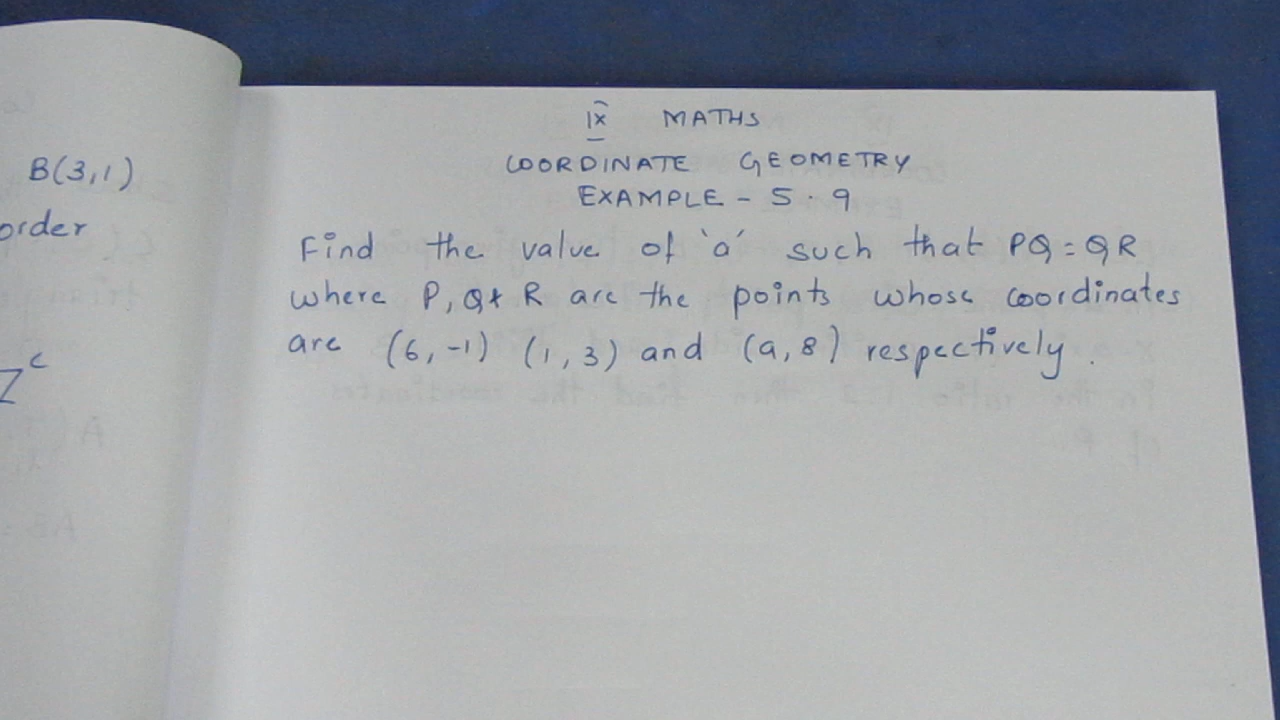 B(3,1)
order
c
IX MATHS
COORDINATE GEOMETRY
EXAMPLE - 5.9
Find the value of 'a' such that PQ = QR
where P, Q & R are the points whose coordinates
are (6,-1) (1,3) and (a,8) respectively.